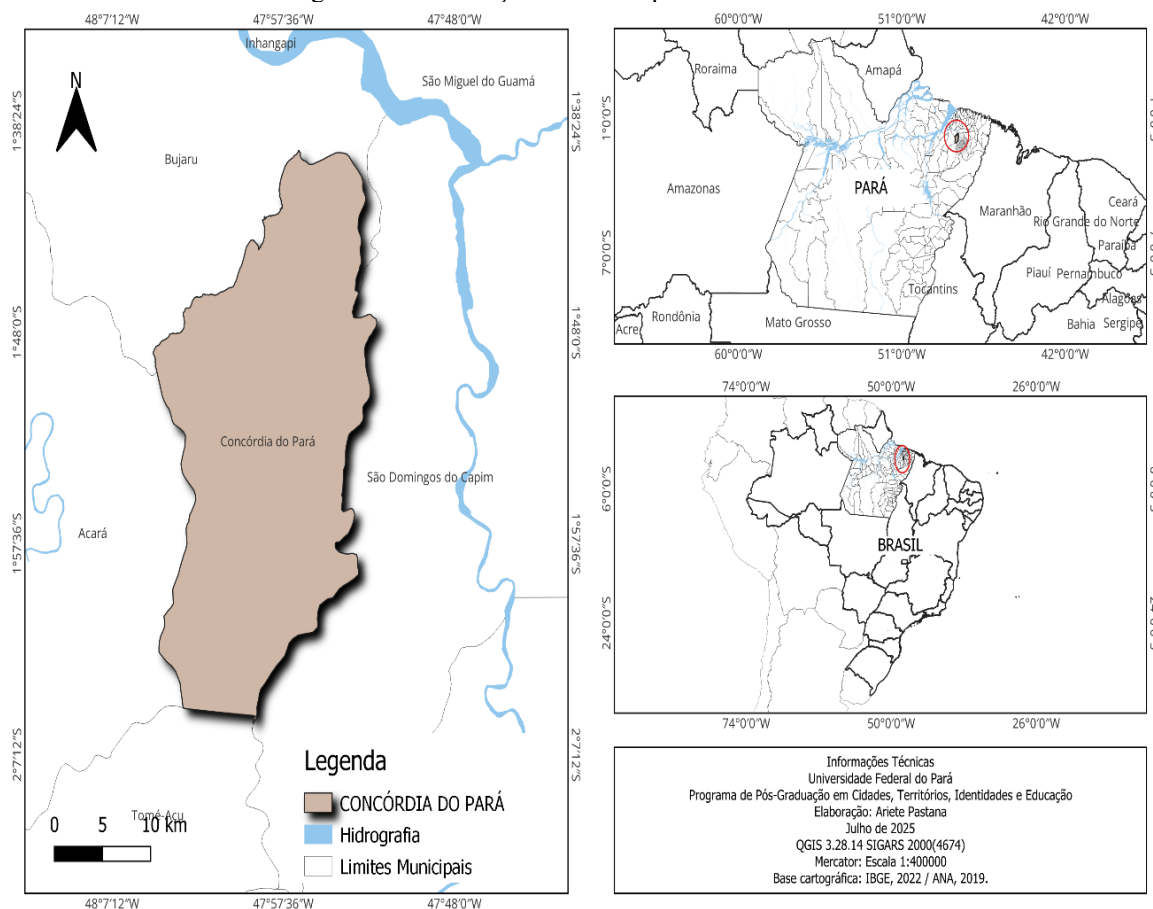 48°7'12"W 47°57'36"W 47°48'0"W
Inhangapi
São Miguel do Guamá
N
1°38'24"S
1°38'24"S
Bujaru
1°48'0"S
1°48'0"S
Concórdia do Pará
São Domingos do Capim
Acará
1°57'36"S
1°57'36"S
2°7'12"S
2°7'12"S
Tomé-Açu
0 5 10 km
Legenda
CONCÓRDIA DO PARÁ
Hidrografia
Limites Municipais
48°7'12"W 47°57'36"W 47°48'0"W
60°0'0"W 51°0'0"W 42°0'0"W
Roraima
Amapá
1°0'0"S
PARÁ
Amazonas
Maranhão
Ceará
Rio Grande do Norte
Paraíba
7°0'0"S
Piauí
Pernambuco
Tocantins
Alagoas
Rondônia
Mato Grosso
Bahia
Sergipe
Acre
60°0'0"W 51°0'0"W 42°0'0"W
74°0'0"W 50°0'0"W 26°0'0"W
6°0'0"S
BRASIL
24°0'0"S
74°0'0"W 50°0'0"W 26°0'0"W
Informações Técnicas
Universidade Federal do Pará
Programa de Pós-Graduação em Cidades, Territórios, Identidades e Educação
Elaboração: Ariete Pastana
Julho de 2025
QGIS 3.28.14 SIGARS 2000(4674)
Mercator: Escala 1:400000
Base cartográfica: IBGE, 2022 / ANA, 2019.